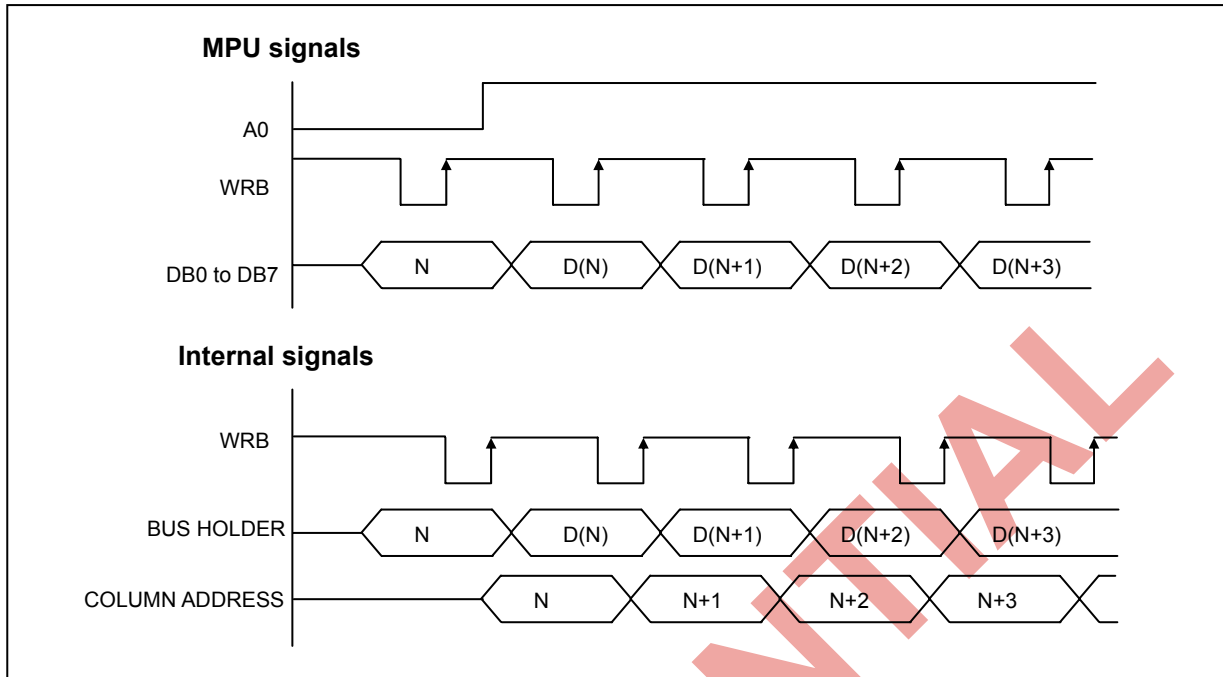 MPU signals
A0
WRB
DB0 to DB7
N D(N) D(N+1) D(N+2) D(N+3)
Internal signals
WRB
BUS HOLDER
N D(N) D(N+1) D(N+2) D(N+3)
COLUMN ADDRESS
N N+1 N+2 N+3
NTIAL